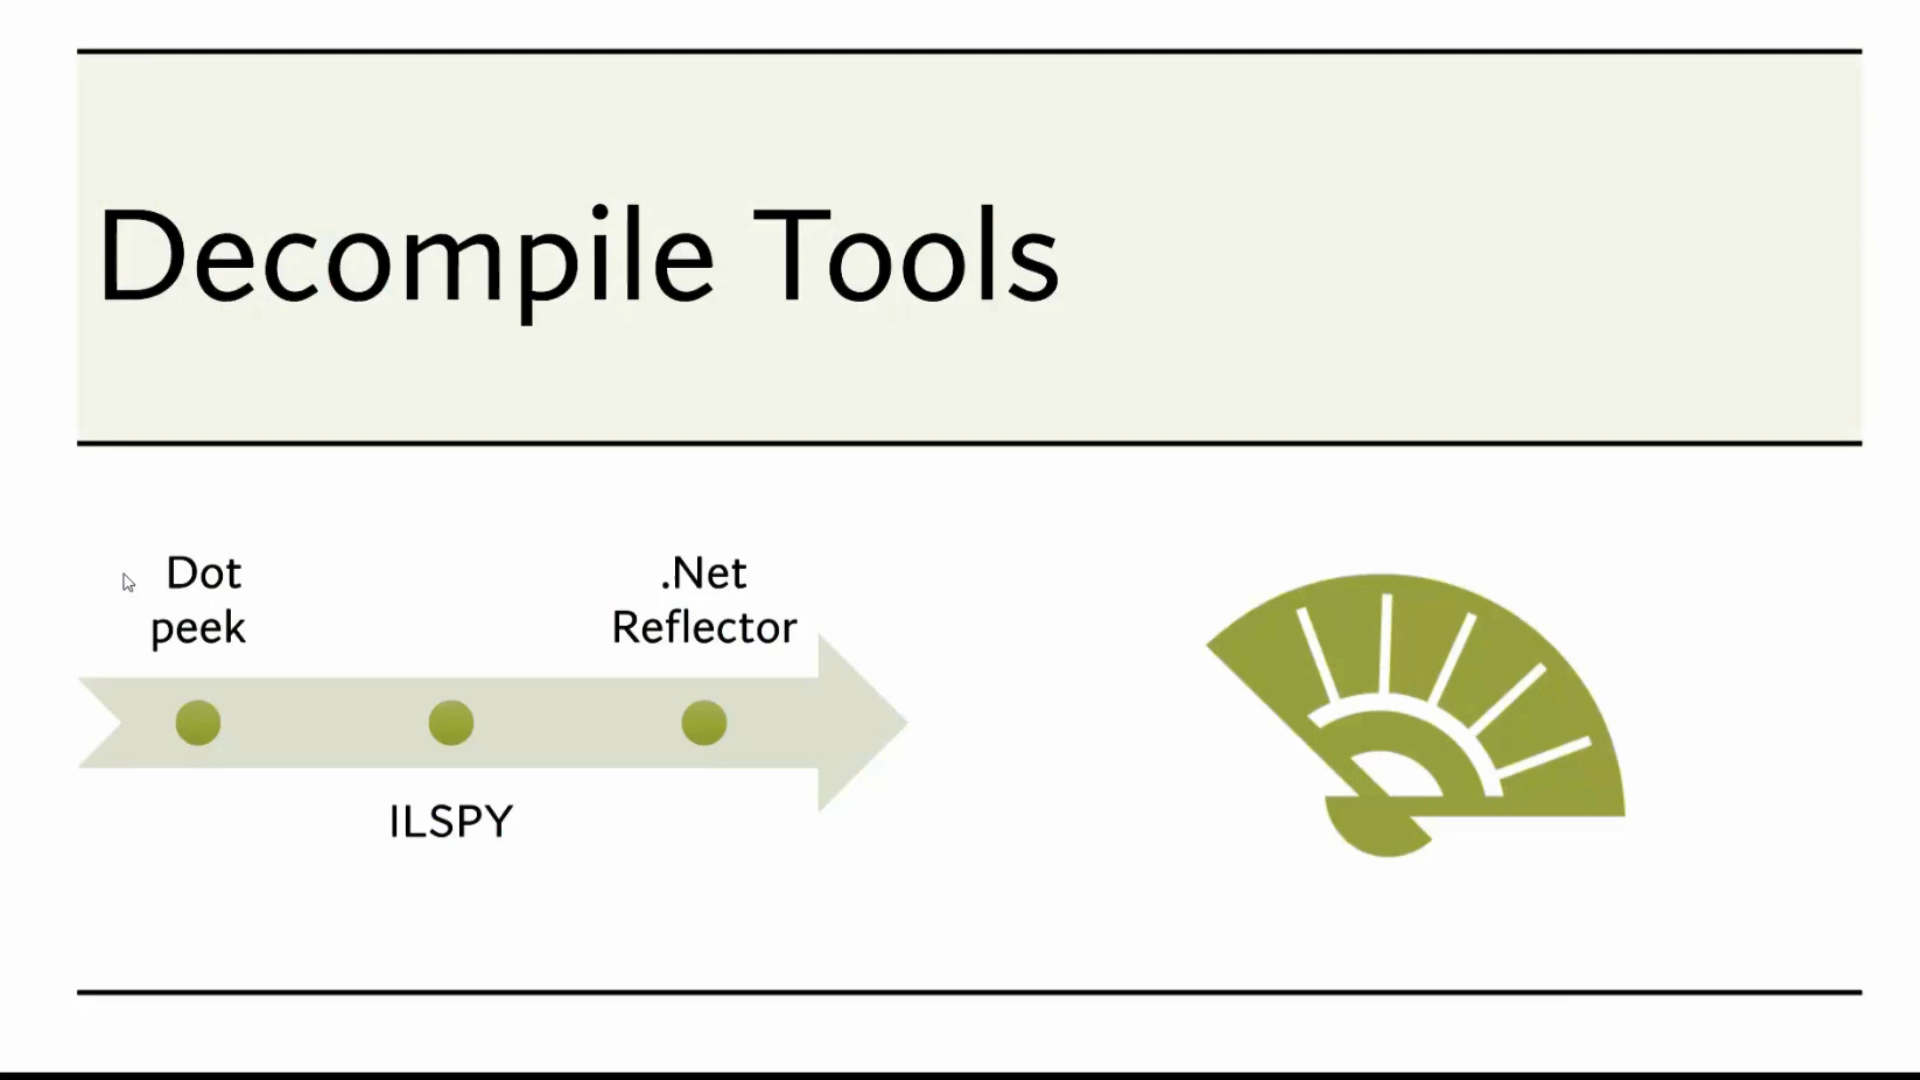 Decompile Tools
Dot
peek
.Net
Reflector
ILSPY